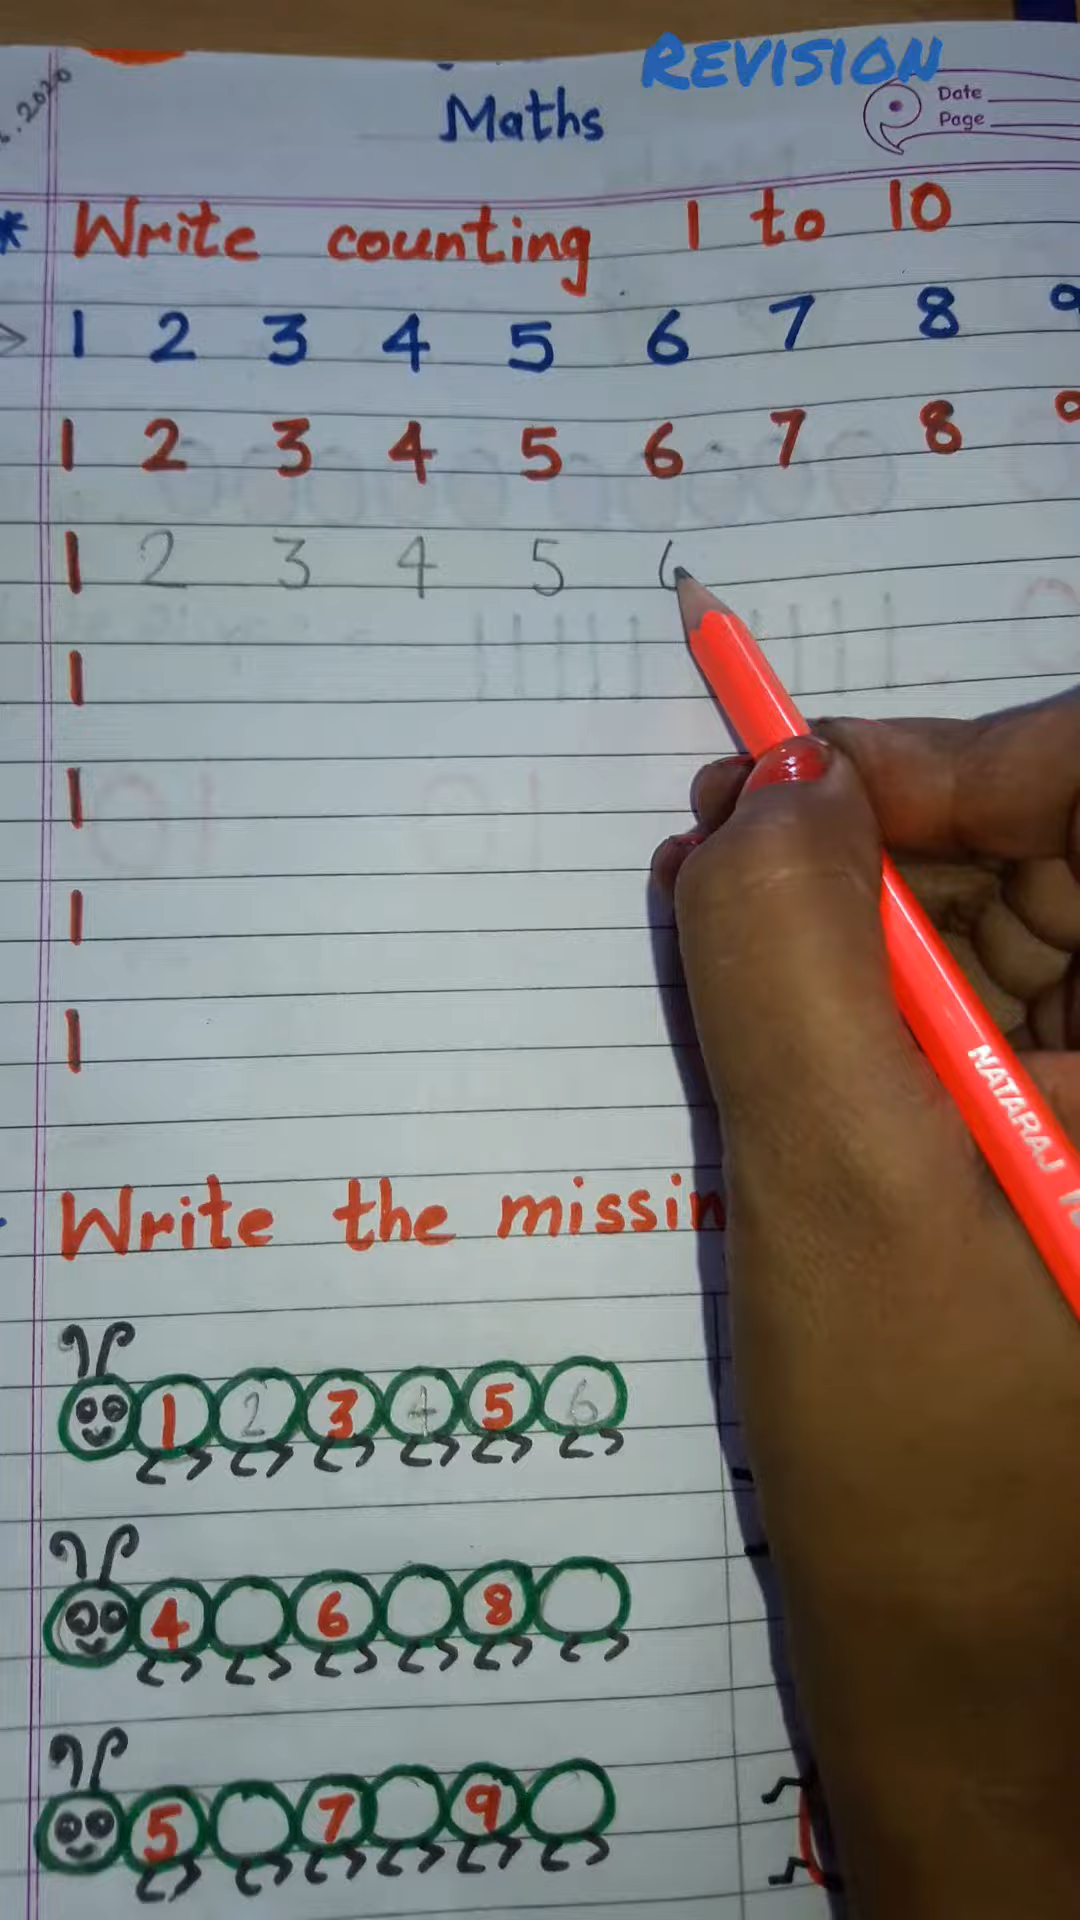 REVISION
Maths
Date
Page
* Write counting 1 to 10
1 2 3 4 5 6 7 8 9
1 2 3 4 5 6 7 8 9
1 2 3 4 5 6
1
1
1
1
NATARAJ
Write the missin
1 2 3 4 5 6
4 6 8
5 7 9